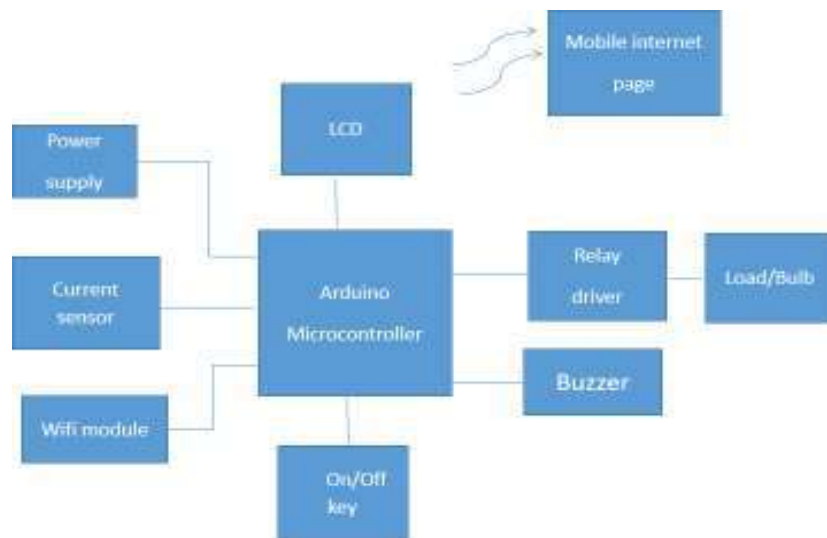 Mobile internet
page
LCD
Power
supply
Current
sensor
Arduino
Microcontroller
Relay
driver
Load/Bulb
Wifi module
Buzzer
On/Off
key